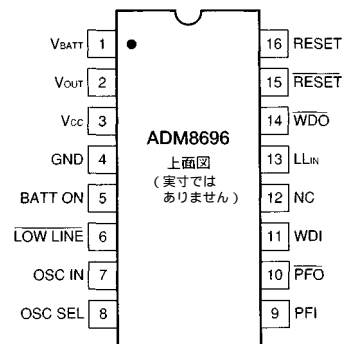 VBATT 1
VOUT 2
VCC 3
GND 4
BATT ON 5
LOW LINE 6
OSC IN 7
OSC SEL 8
ADM8696
上面図
(実寸では
ありません)
16 RESET
15 RESET
14 WDO
13 LLIN
12 NC
11 WDI
10 PFO
9 PFI